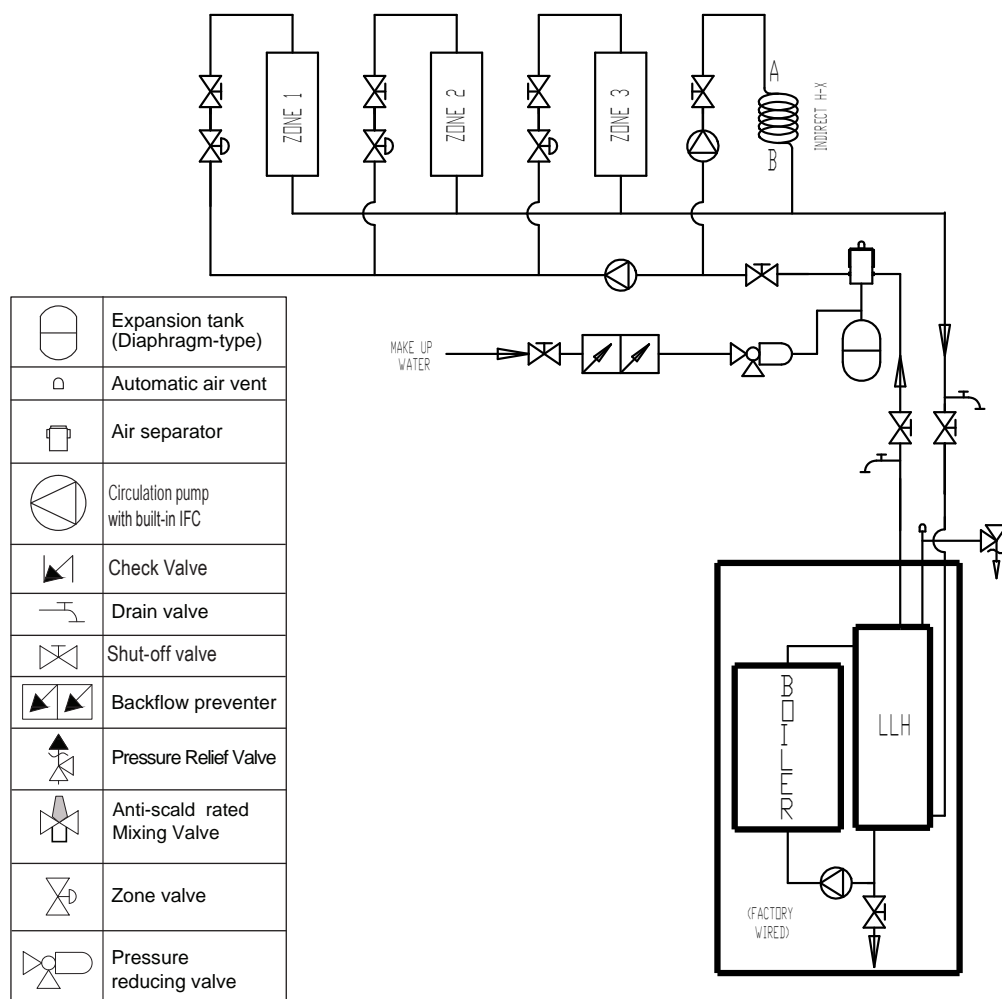 ZONE 1
ZONE 2
ZONE 3
A
B
INDIRECT H-X
MAKE UP
WATER
Expansion tank
(Diaphragm-type)
Automatic air vent
Air separator
Circulation pump
with built-in IFC
Check Valve
Drain valve
Shut-off valve
Backflow preventer
Pressure Relief Valve
Anti-scald rated
Mixing Valve
Zone valve
Pressure
reducing valve
BOILER
LLH
(FACTORY
WIRED)